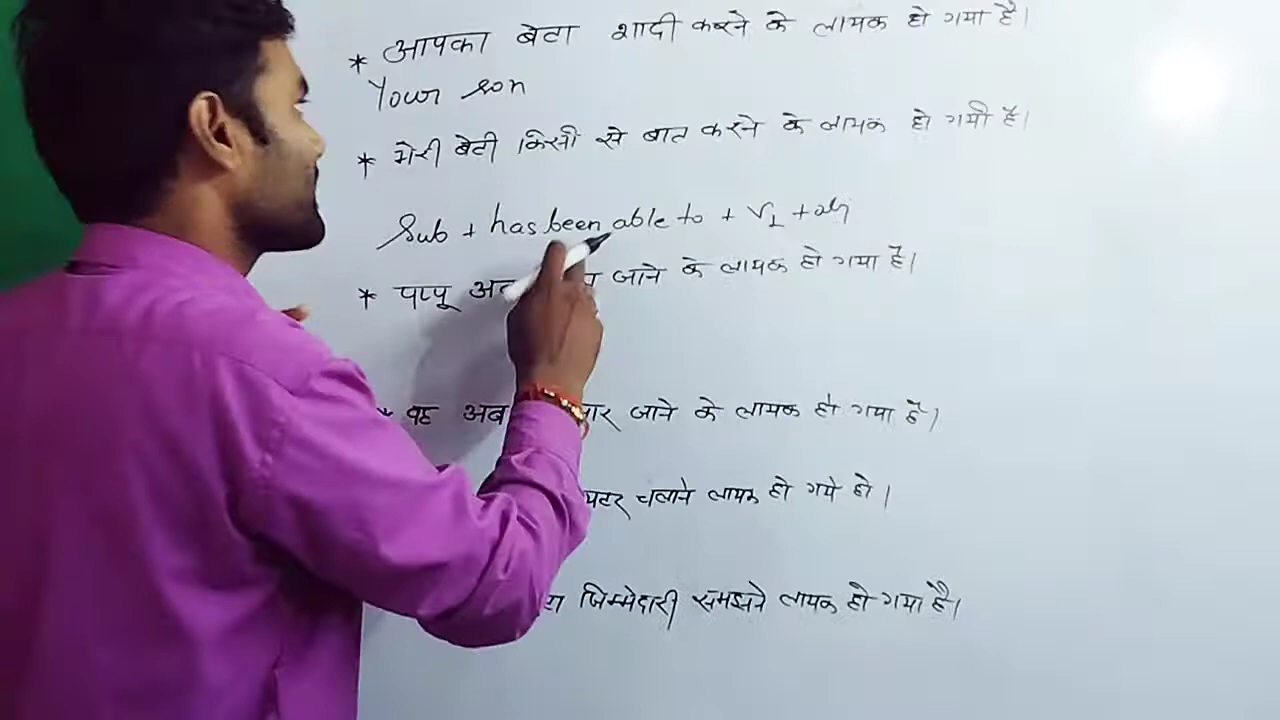 * आपका बेटा शादी करने के लायक हो गया है।
Your son
* मेरी बेटी किसी से बात करने के लायक हो गयी है।
Sub + has been able to + V1 + obj
* पप्पू जाने के लायक हो गया है।
* वह अब जाने के लायक हो गया है।
चलाने लायक हो गये हो।
जिम्मेदारी समझने लायक हो गया है।